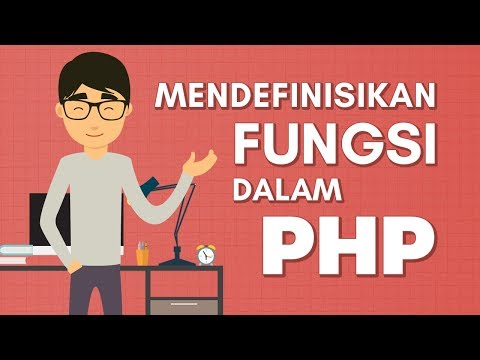 MENDEFINISIKAN
FUNGSI
DALAM
PHP